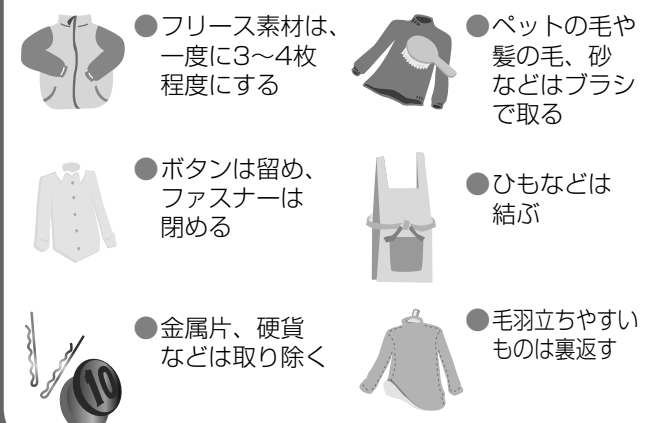 ●フリース素材は、
一度に3〜4枚
程度にする
●ペットの毛や
髪の毛、砂
などはブラシ
で取る
●ボタンは留め、
ファスナーは
閉める
●ひもなどは
結ぶ
●金属片、硬貨
などは取り除く
10
●毛羽立ちやすい
ものは裏返す